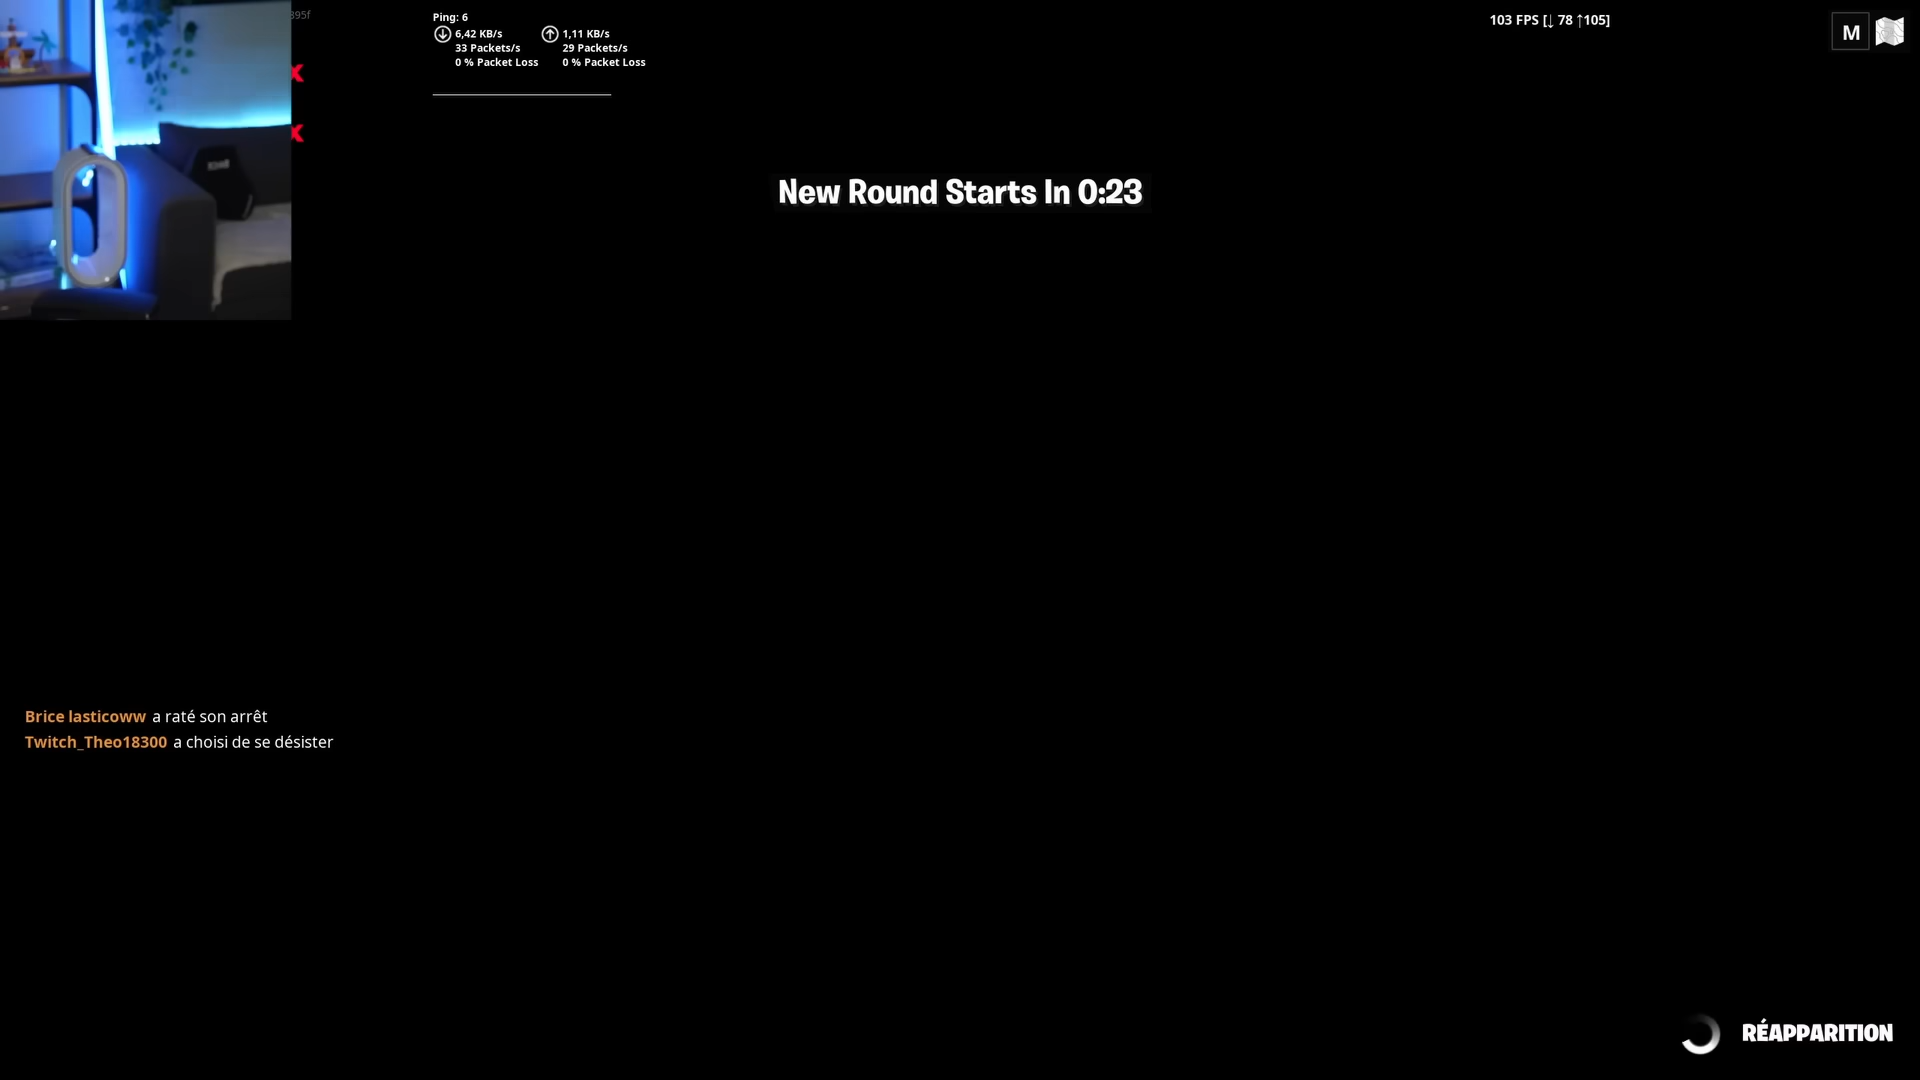 395f
Ping: 6
6,42 KB/s
1,11 KB/s
33 Packets/s
29 Packets/s
0 % Packet Loss
0 % Packet Loss
103 FPS [↓ 78 ↑105]
M
New Round Starts In 0:23
Brice lasticoww a raté son arrêt
Twitch_Theo18300 a choisi de se désister
RÉAPPARITION